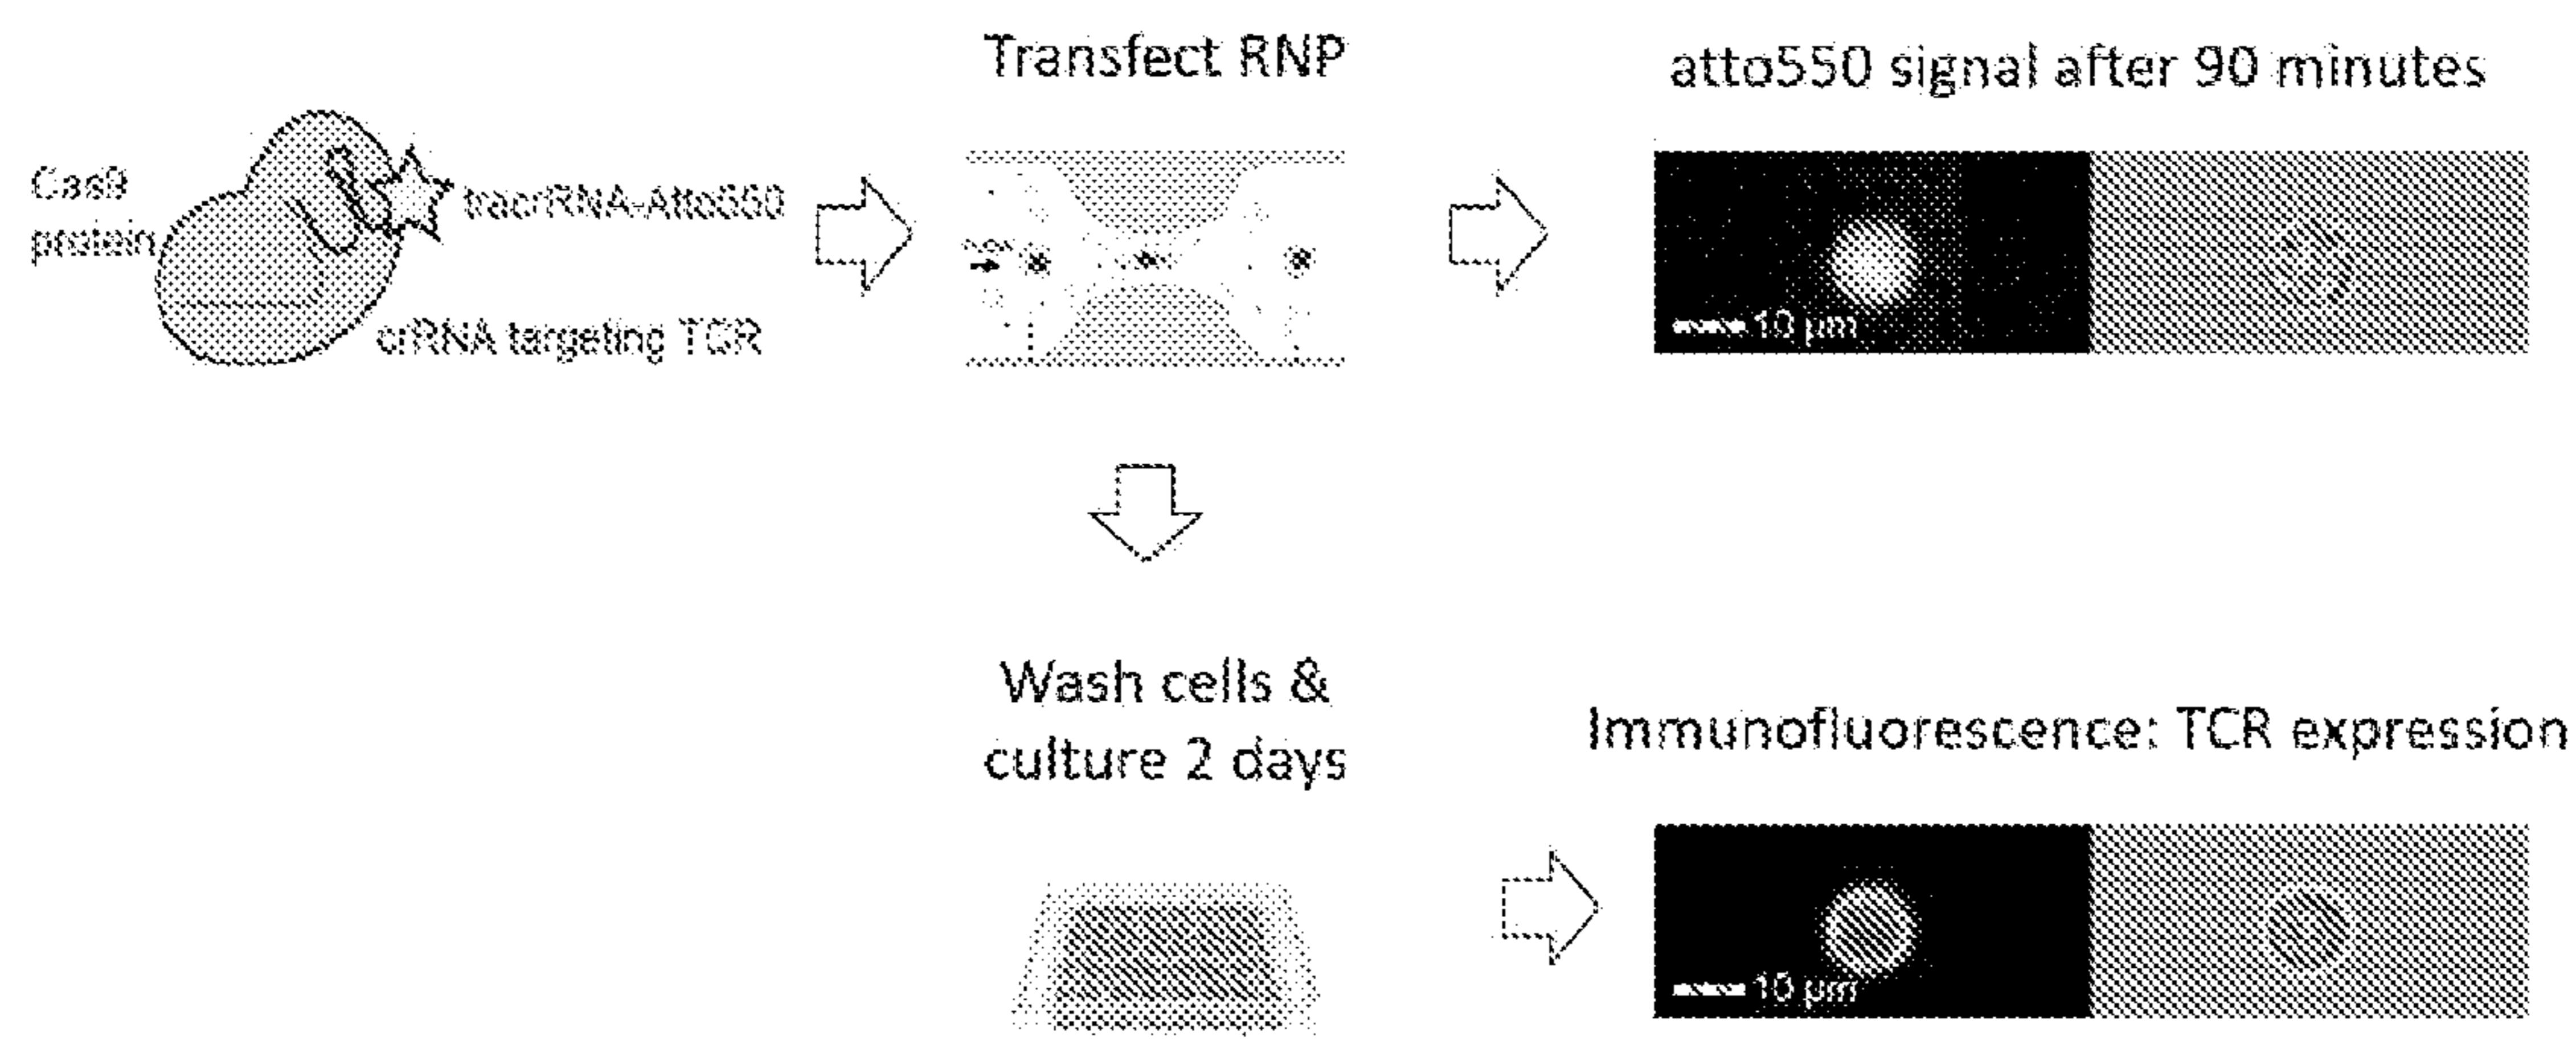 Transfect RNP
atto550 signal after 90 minutes
Cas9
protein
tracrRNA-Atto550
crRNA targeting TCR
10 µm
Wash cells &
culture 2 days
Immunofluorescence: TCR expression
10 µm